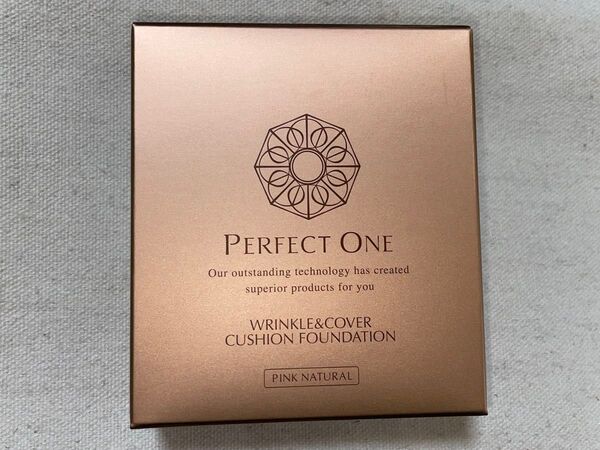 PERFECT ONE
Our outstanding technology has created
superior products for you
WRINKLE&COVER
CUSHION FOUNDATION
PINK NATURAL